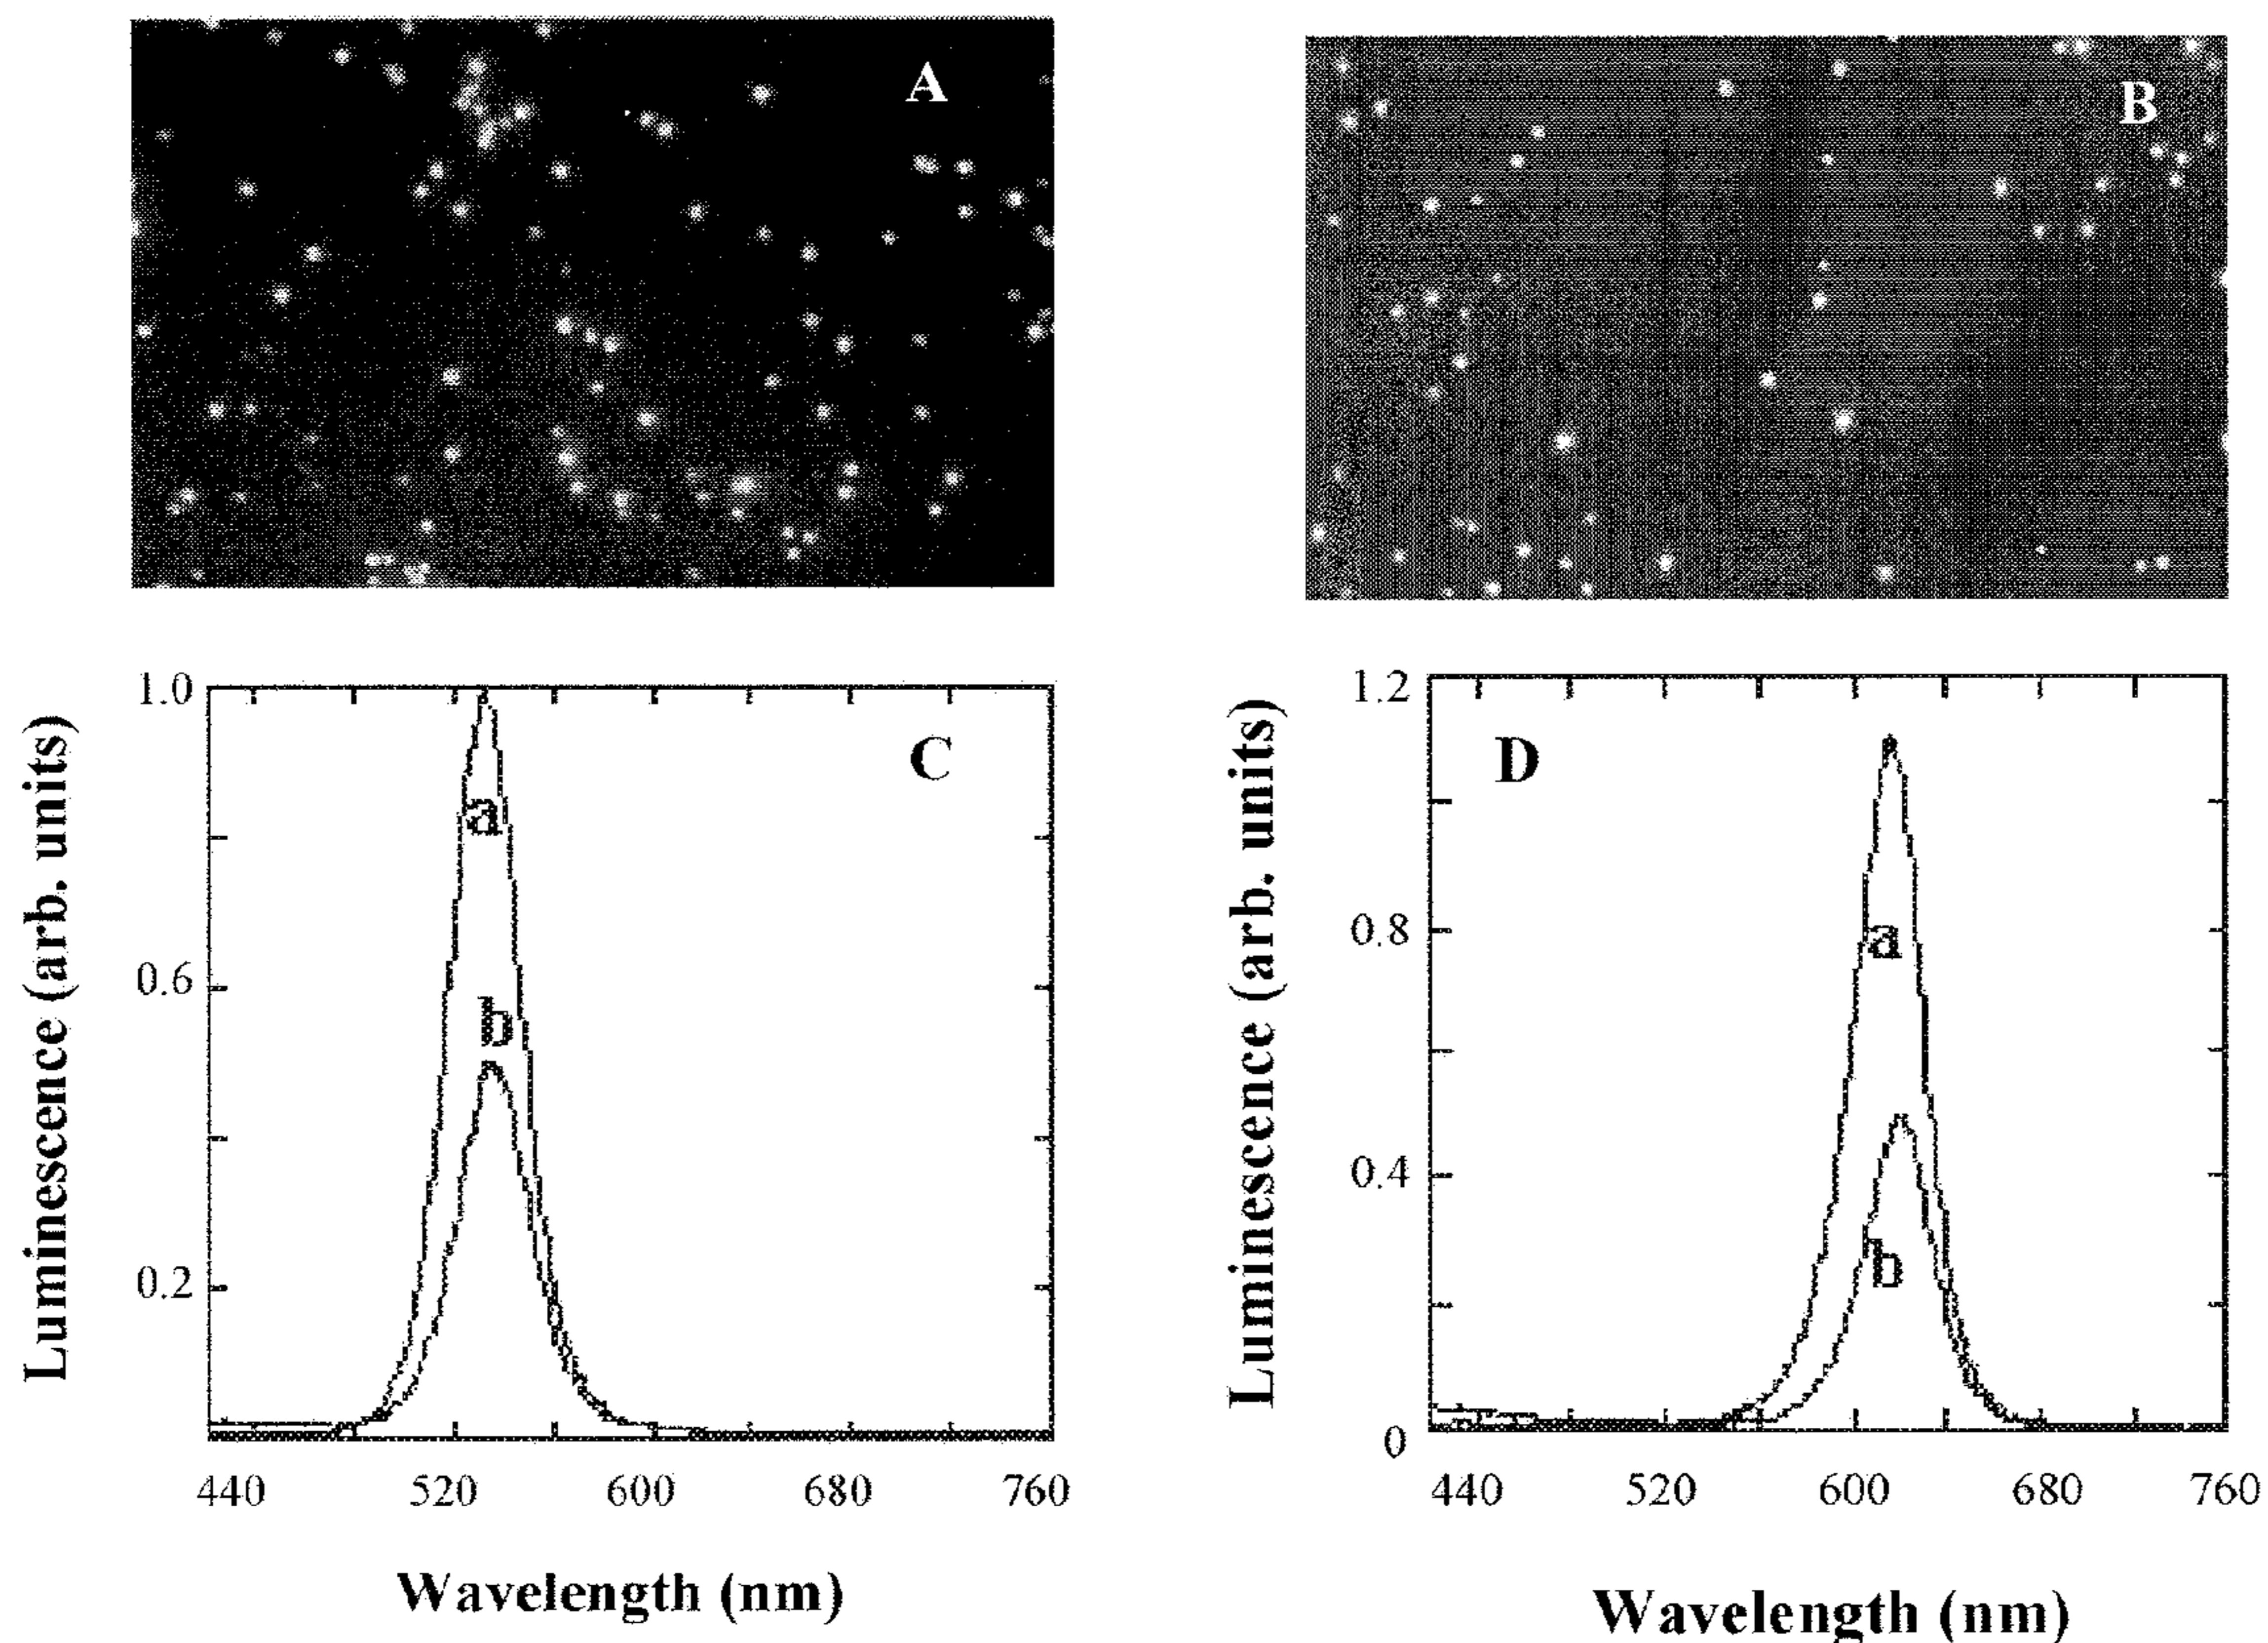 A
B
1.0
0.6
0.2
Luminescence (arb. units)
C
a
b
440 520 600 680 760
Wavelength (nm)
1.2
0.8
0.4
0
Luminescence (arb. units)
D
a
b
440 520 600 680 760
Wavelength (nm)